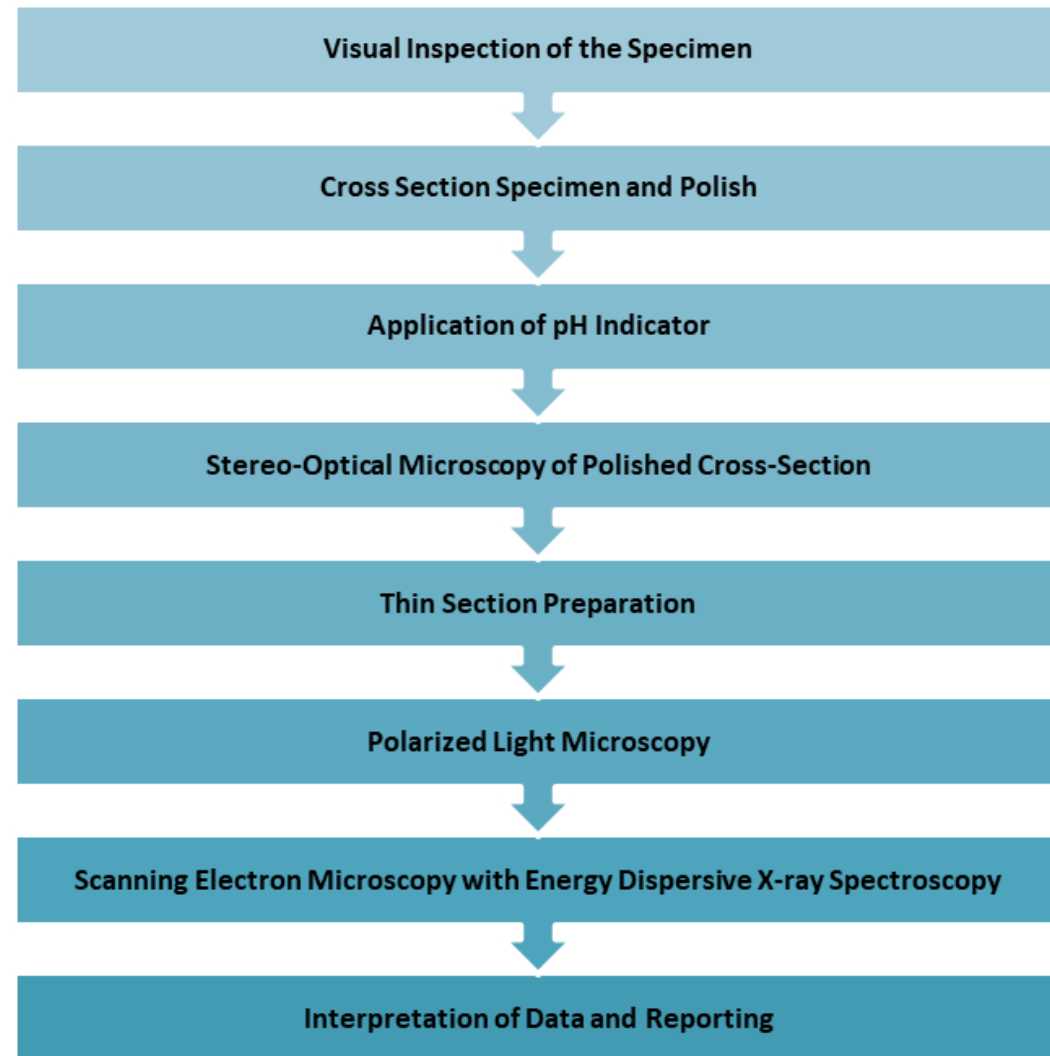 Visual Inspection of the Specimen
Cross Section Specimen and Polish
Application of pH Indicator
Stereo-Optical Microscopy of Polished Cross-Section
Thin Section Preparation
Polarized Light Microscopy
Scanning Electron Microscopy with Energy Dispersive X-ray Spectroscopy
Interpretation of Data and Reporting